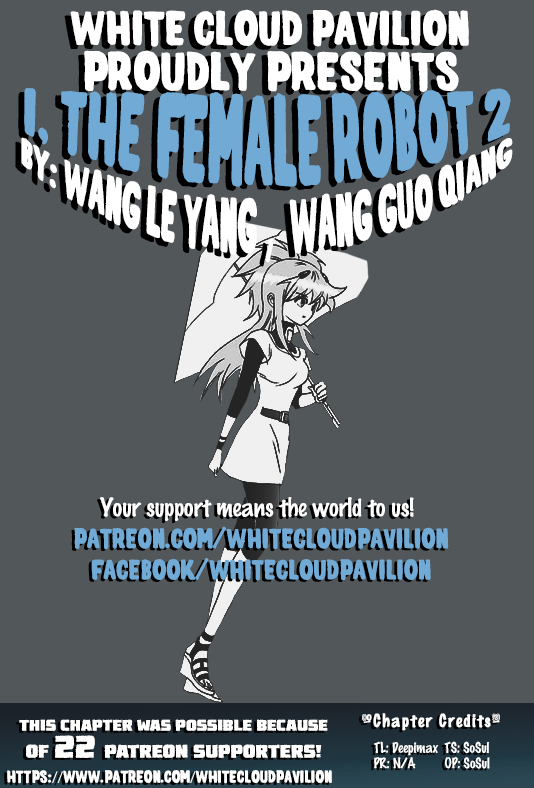 WHITE CLOUD PAVILION
PROUDLY PRESENTS
I, THE FEMALE ROBOT 2
BY: WANG LE YANG, WANG GUO QIANG
Your support means the world to us!
PATREON.COM/WHITECLOUDPAVILION
FACEBOOK/WHITECLOUDPAVILION
THIS CHAPTER WAS POSSIBLE BECAUSE
OF 22 PATREON SUPPORTERS!
HTTPS://WWW.PATREON.COM/WHITECLOUDPAVILION
Chapter Credits
TL: Deepimax TS: SoSul
PR: N/A OP: SoSul